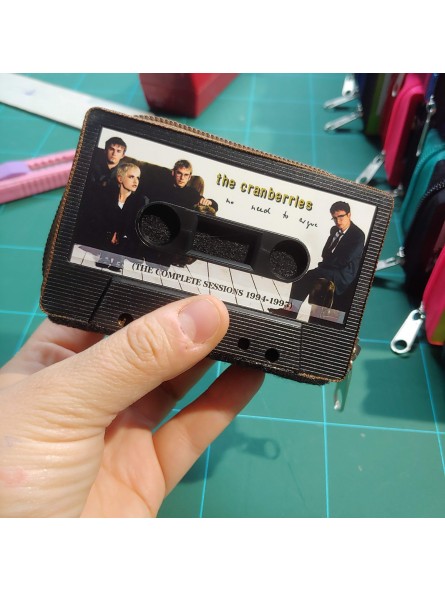 the cranberries
no need to argue
(THE COMPLETE SESSIONS 1994-1995)